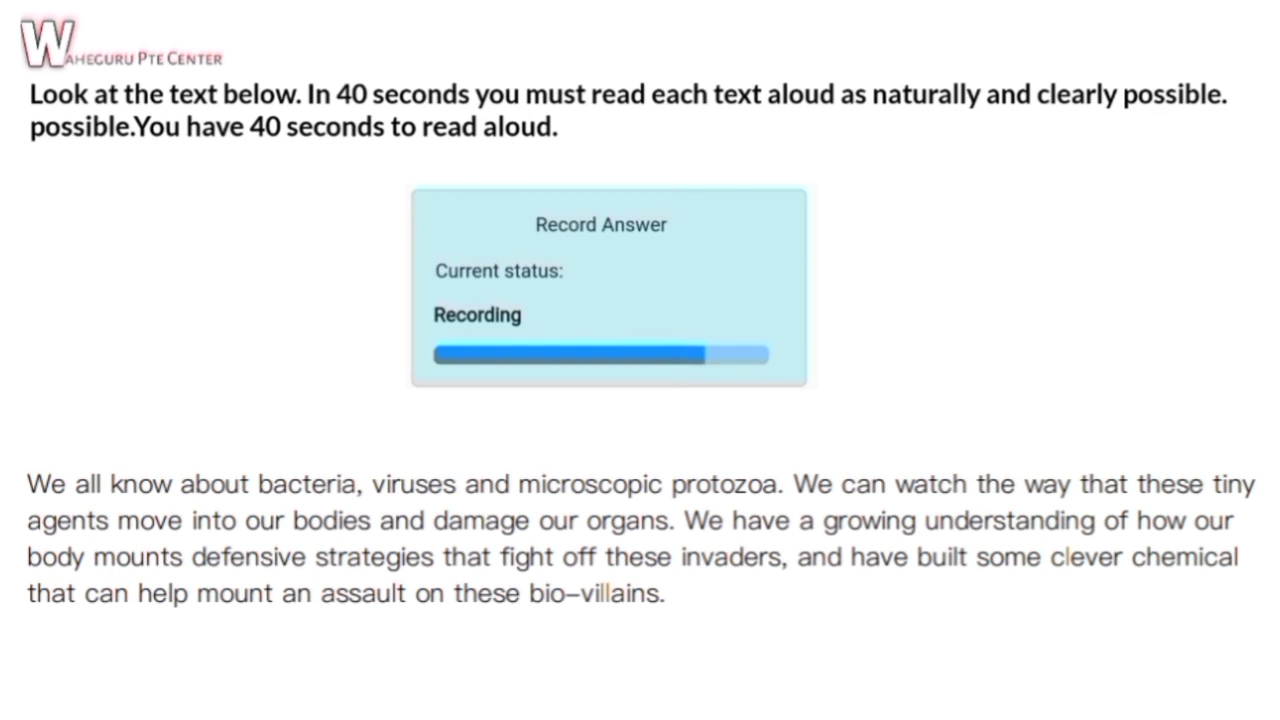 WAHEGURU PTE CENTER
Look at the text below. In 40 seconds you must read each text aloud as naturally and clearly possible.
possible.You have 40 seconds to read aloud.
Record Answer
Current status:
Recording
We all know about bacteria, viruses and microscopic protozoa. We can watch the way that these tiny
agents move into our bodies and damage our organs. We have a growing understanding of how our
body mounts defensive strategies that fight off these invaders, and have built some clever chemical
that can help mount an assault on these bio–villains.